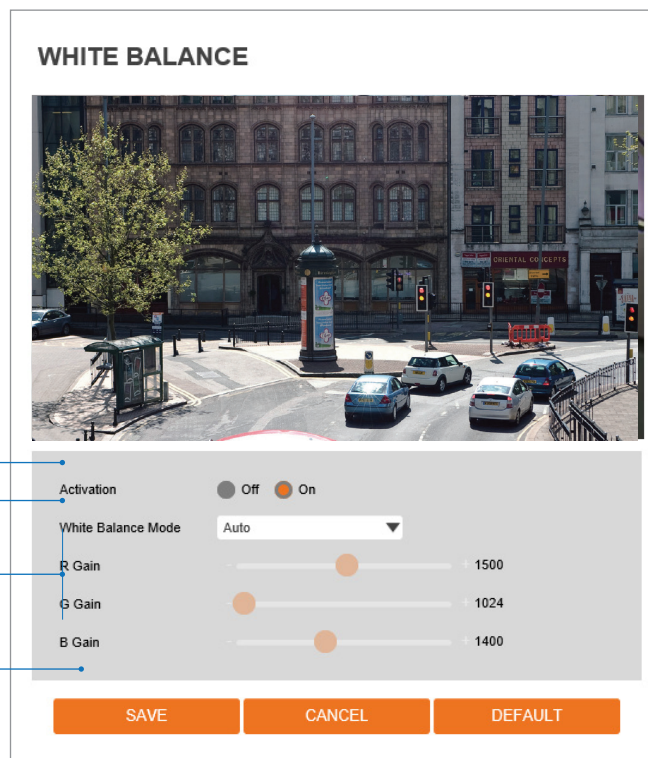 WHITE BALANCE
ORIENTAL CONCEPTS
Activation Off On
White Balance Mode Auto
R Gain - + 1500
G Gain - + 1024
B Gain - + 1400
SAVE CANCEL DEFAULT